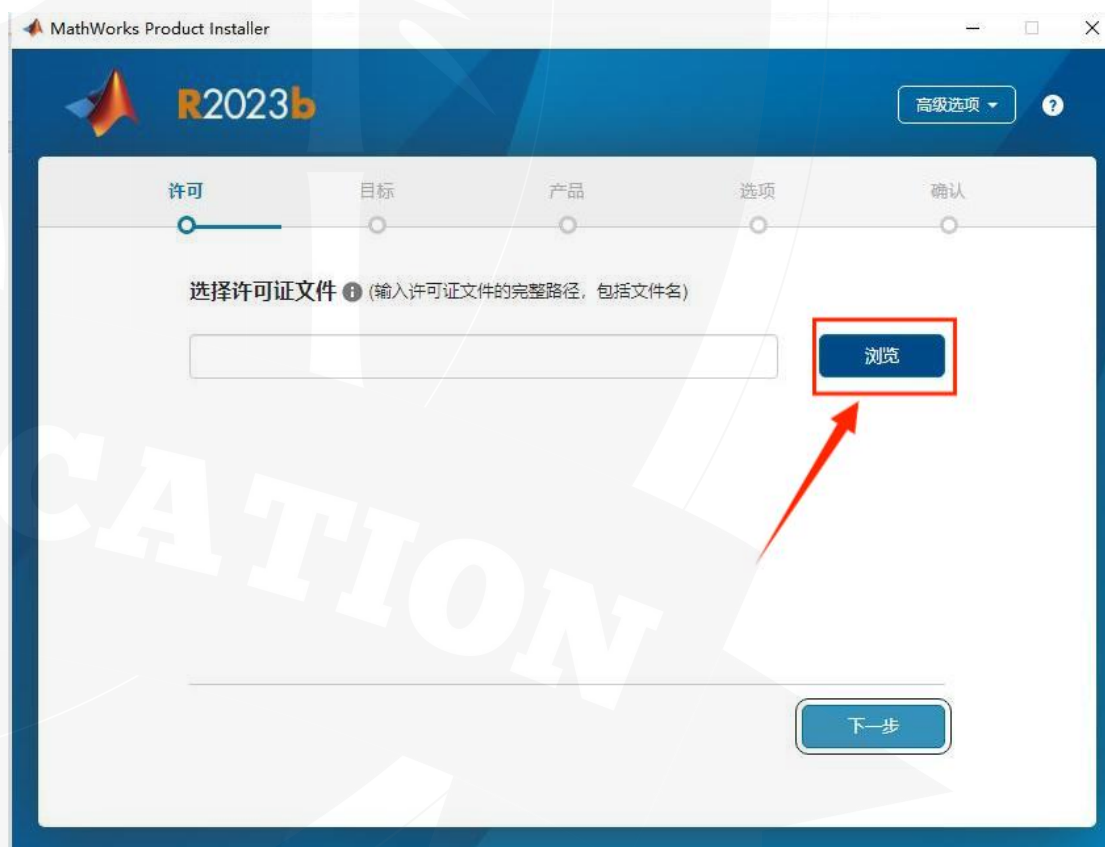 MathWorks Product Installer
R2023b
高级选项
许可
目标
产品
选项
确认
选择许可证文件 (输入许可证文件的完整路径，包括文件名)
浏览
CATION
下一步